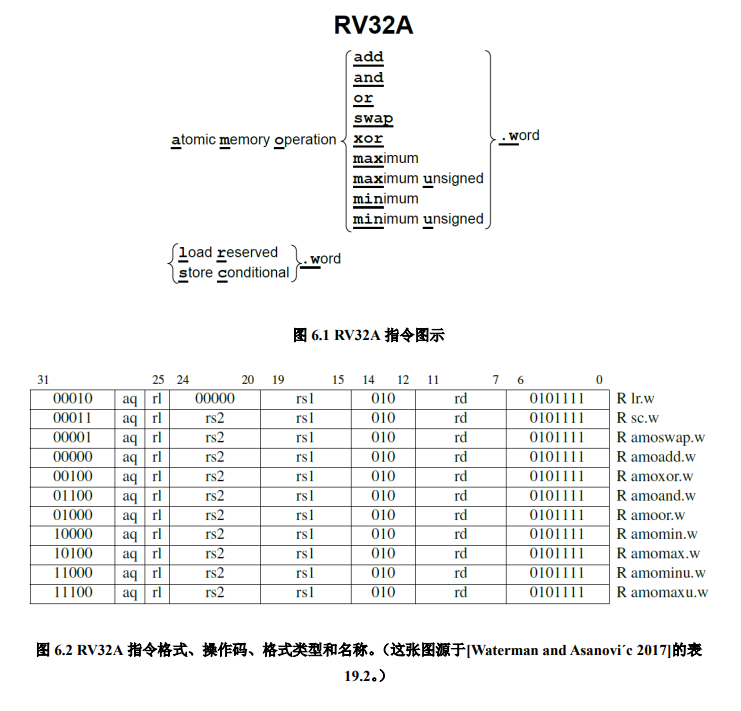 RV32A
add
and
or
swap
atomic memory operation xor .word
maximum
maximum unsigned
minimum
minimum unsigned
load reserved
store conditional .word
图 6.1 RV32A 指令图示
31 25 24 20 19 15 14 12 11 7 6 0
00010 aq rl 00000 rs1 010 rd 0101111 R lr.w
00011 aq rl rs2 rs1 010 rd 0101111 R sc.w
00001 aq rl rs2 rs1 010 rd 0101111 R amoswap.w
00000 aq rl rs2 rs1 010 rd 0101111 R amoadd.w
00100 aq rl rs2 rs1 010 rd 0101111 R amoxor.w
01100 aq rl rs2 rs1 010 rd 0101111 R amoand.w
01000 aq rl rs2 rs1 010 rd 0101111 R amoor.w
10000 aq rl rs2 rs1 010 rd 0101111 R amomin.w
10100 aq rl rs2 rs1 010 rd 0101111 R amomax.w
11000 aq rl rs2 rs1 010 rd 0101111 R amominu.w
11100 aq rl rs2 rs1 010 rd 0101111 R amomaxu.w
图 6.2 RV32A 指令格式、操作码、格式类型和名称。（这张图源于[Waterman and Asanovi´c 2017]的表
19.2。）